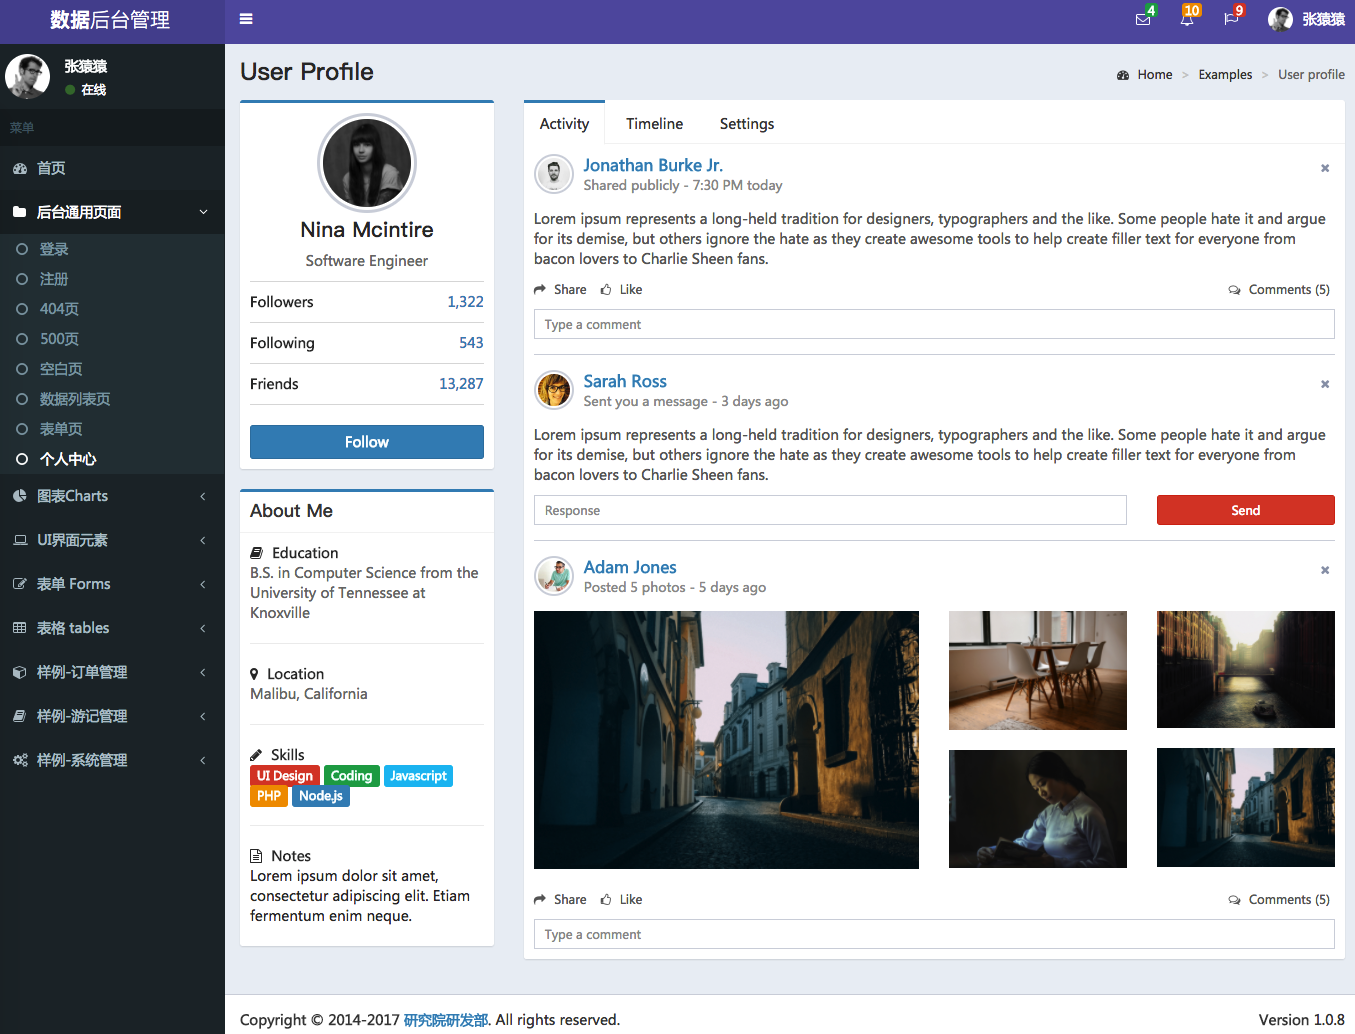 数据后台管理
4
10
9
张猿猿
张猿猿
在线
菜单
首页
后台通用页面
登录
注册
404页
500页
空白页
数据列表页
表单页
个人中心
图表Charts
UI界面元素
表单 Forms
表格 tables
样例-订单管理
样例-游记管理
样例-系统管理
User Profile
Home > Examples > User profile
Nina Mcintire
Software Engineer
Followers 1,322
Following 543
Friends 13,287
Follow
About Me
Education
B.S. in Computer Science from the
University of Tennessee at
Knoxville
Location
Malibu, California
Skills
UI Design Coding Javascript
PHP Node.js
Notes
Lorem ipsum dolor sit amet,
consectetur adipiscing elit. Etiam
fermentum enim neque.
Activity Timeline Settings
Jonathan Burke Jr.
Shared publicly - 7:30 PM today
Lorem ipsum represents a long-held tradition for designers, typographers and the like. Some people hate it and argue
for its demise, but others ignore the hate as they create awesome tools to help create filler text for everyone from
bacon lovers to Charlie Sheen fans.
Share Like Comments (5)
Type a comment
Sarah Ross
Sent you a message - 3 days ago
Lorem ipsum represents a long-held tradition for designers, typographers and the like. Some people hate it and argue
for its demise, but others ignore the hate as they create awesome tools to help create filler text for everyone from
bacon lovers to Charlie Sheen fans.
Response Send
Adam Jones
Posted 5 photos - 5 days ago
Share Like Comments (5)
Type a comment
Copyright © 2014-2017 研究院研发部. All rights reserved. Version 1.0.8